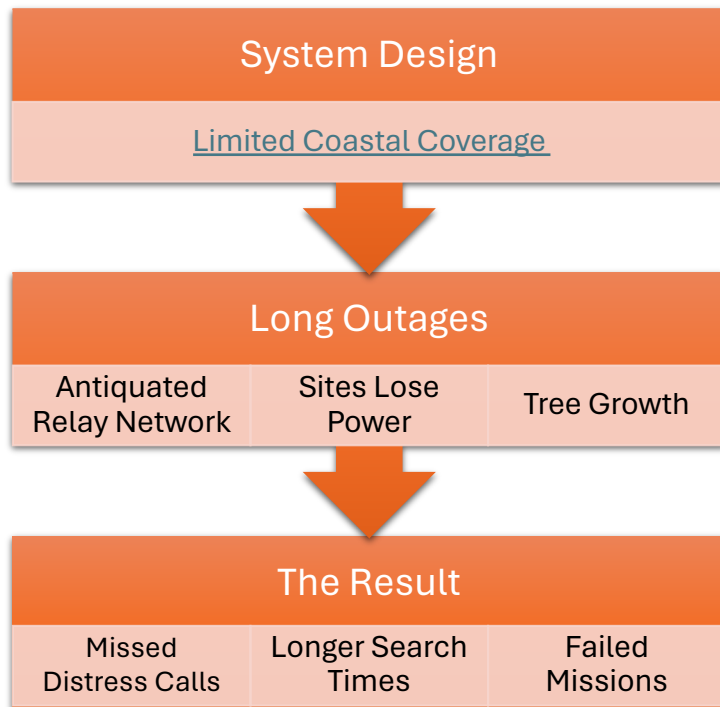 System Design
Limited Coastal Coverage
Long Outages
Antiquated
Relay Network
Sites Lose
Power
Tree Growth
The Result
Missed
Distress Calls
Longer Search
Times
Failed
Missions